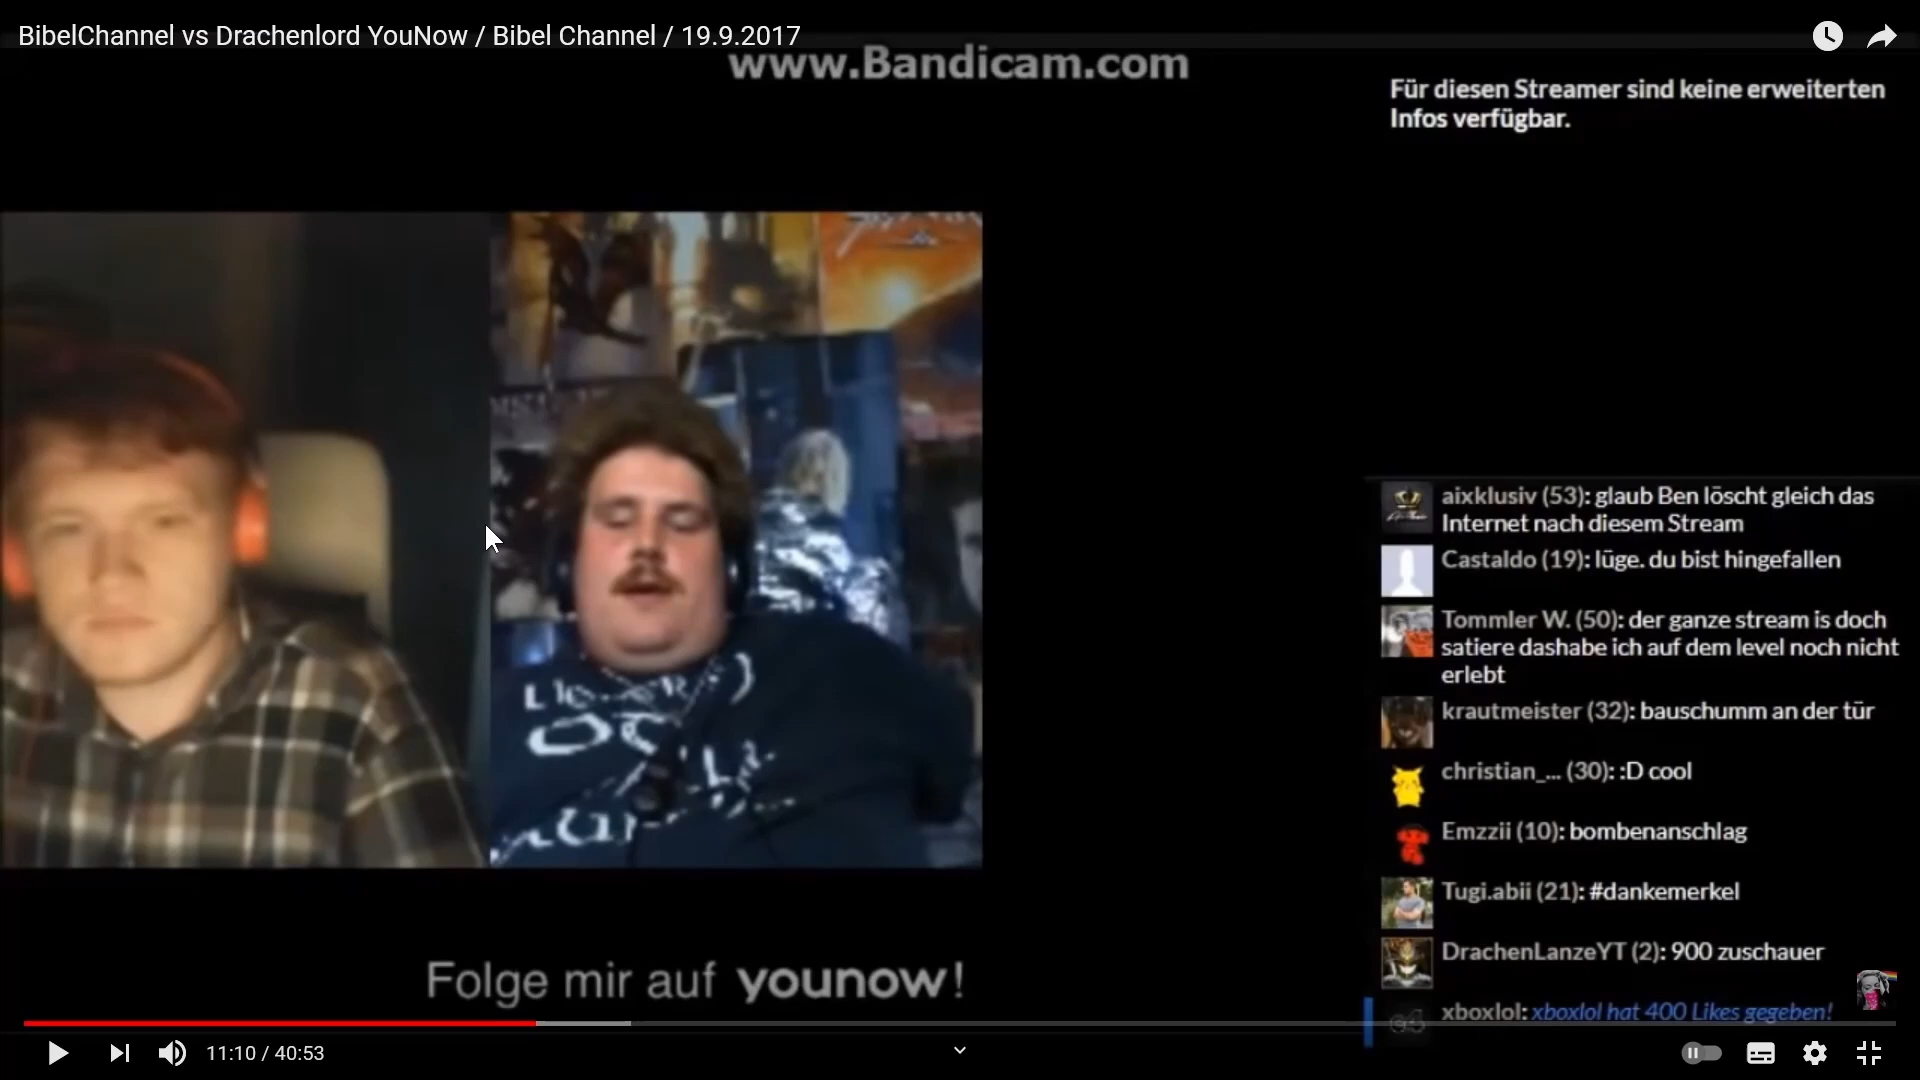 BibelChannel vs Drachenlord YouNow / Bibel Channel / 19.9.2017
www.Bandicam.com
Für diesen Streamer sind keine erweiterten
Infos verfügbar.
aixklusiv (53): glaub Ben löscht gleich das
Internet nach diesem Stream
Castaldo (19): lüge. du bist hingefallen
Tommler W. (50): der ganze stream is doch
satiere dashabe ich auf dem level noch nicht
erlebt
krautmeister (32): bauschumm an der tür
christian_... (30): :D cool
Emzzii (10): bombenanschlag
Tugi.abii (21): #dankemerkel
DrachenLanzeYT (2): 900 zuschauer
xboxlol: xboxlol hat 400 Likes gegeben!
Folge mir auf younow!
11:10 / 40:53